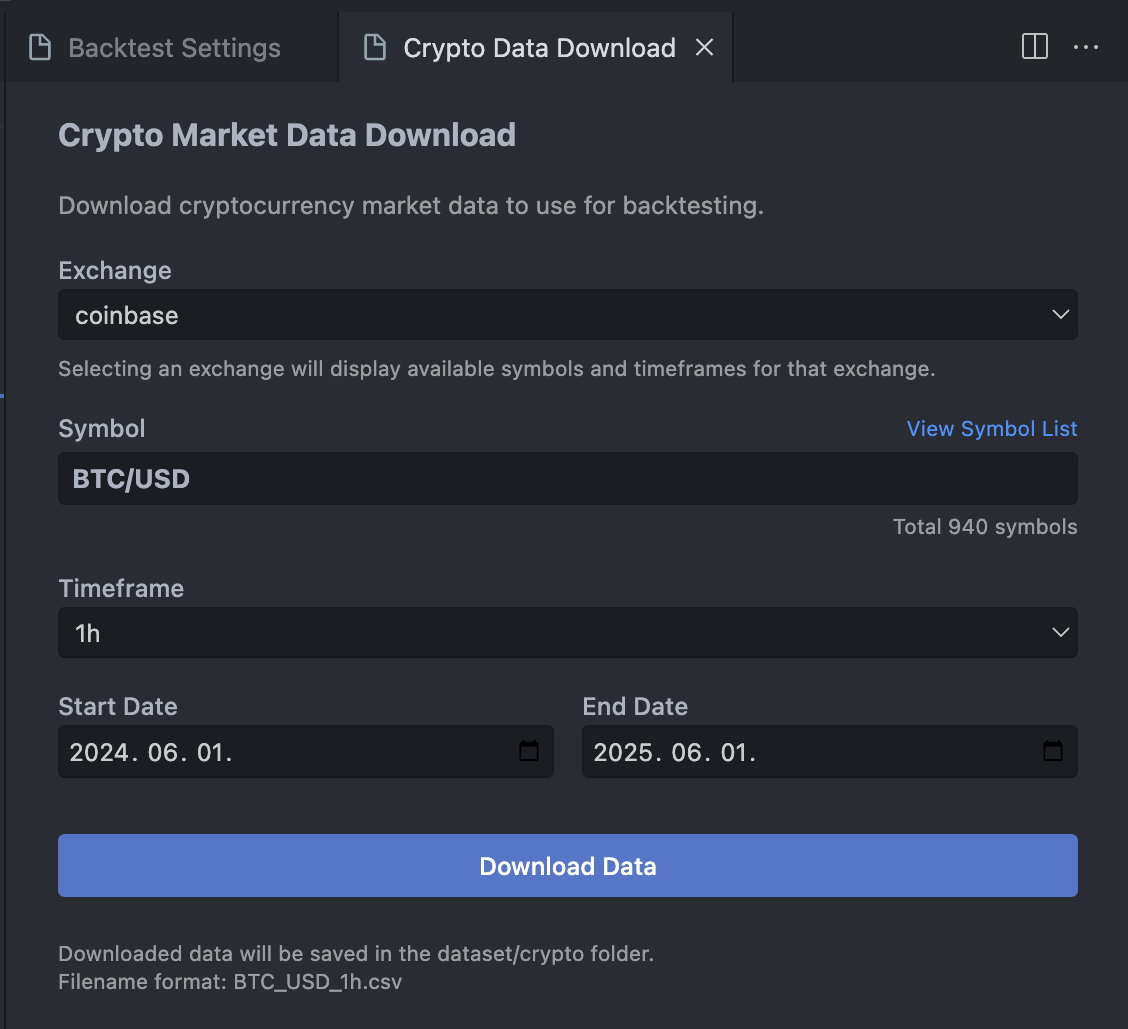 Backtest Settings
Crypto Data Download
Crypto Market Data Download
Download cryptocurrency market data to use for backtesting.
Exchange
coinbase
Selecting an exchange will display available symbols and timeframes for that exchange.
Symbol
View Symbol List
BTC/USD
Total 940 symbols
Timeframe
1h
Start Date
End Date
2024. 06. 01.
2025. 06. 01.
Download Data
Downloaded data will be saved in the dataset/crypto folder.
Filename format: BTC_USD_1h.csv